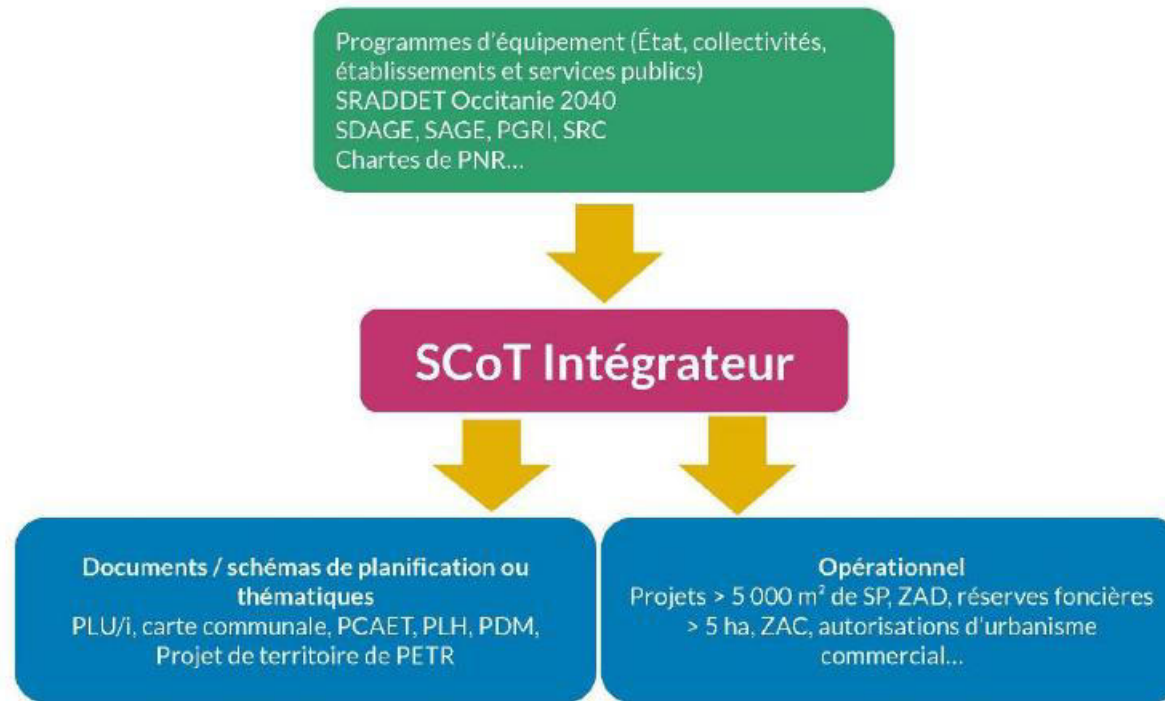 Programmes d'équipement (État, collectivités,
établissements et services publics)
SRADDET Occitanie 2040
SDAGE, SAGE, PGRI, SRC
Chartes de PNR...
SCoT Intégrateur
Documents / schémas de planification ou
thématiques
PLU/i, carte communale, PCAET, PLH, PDM,
Projet de territoire de PETR
Opérationnel
Projets > 5 000 m² de SP, ZAD, réserves foncières
> 5 ha, ZAC, autorisations d'urbanisme
commercial...